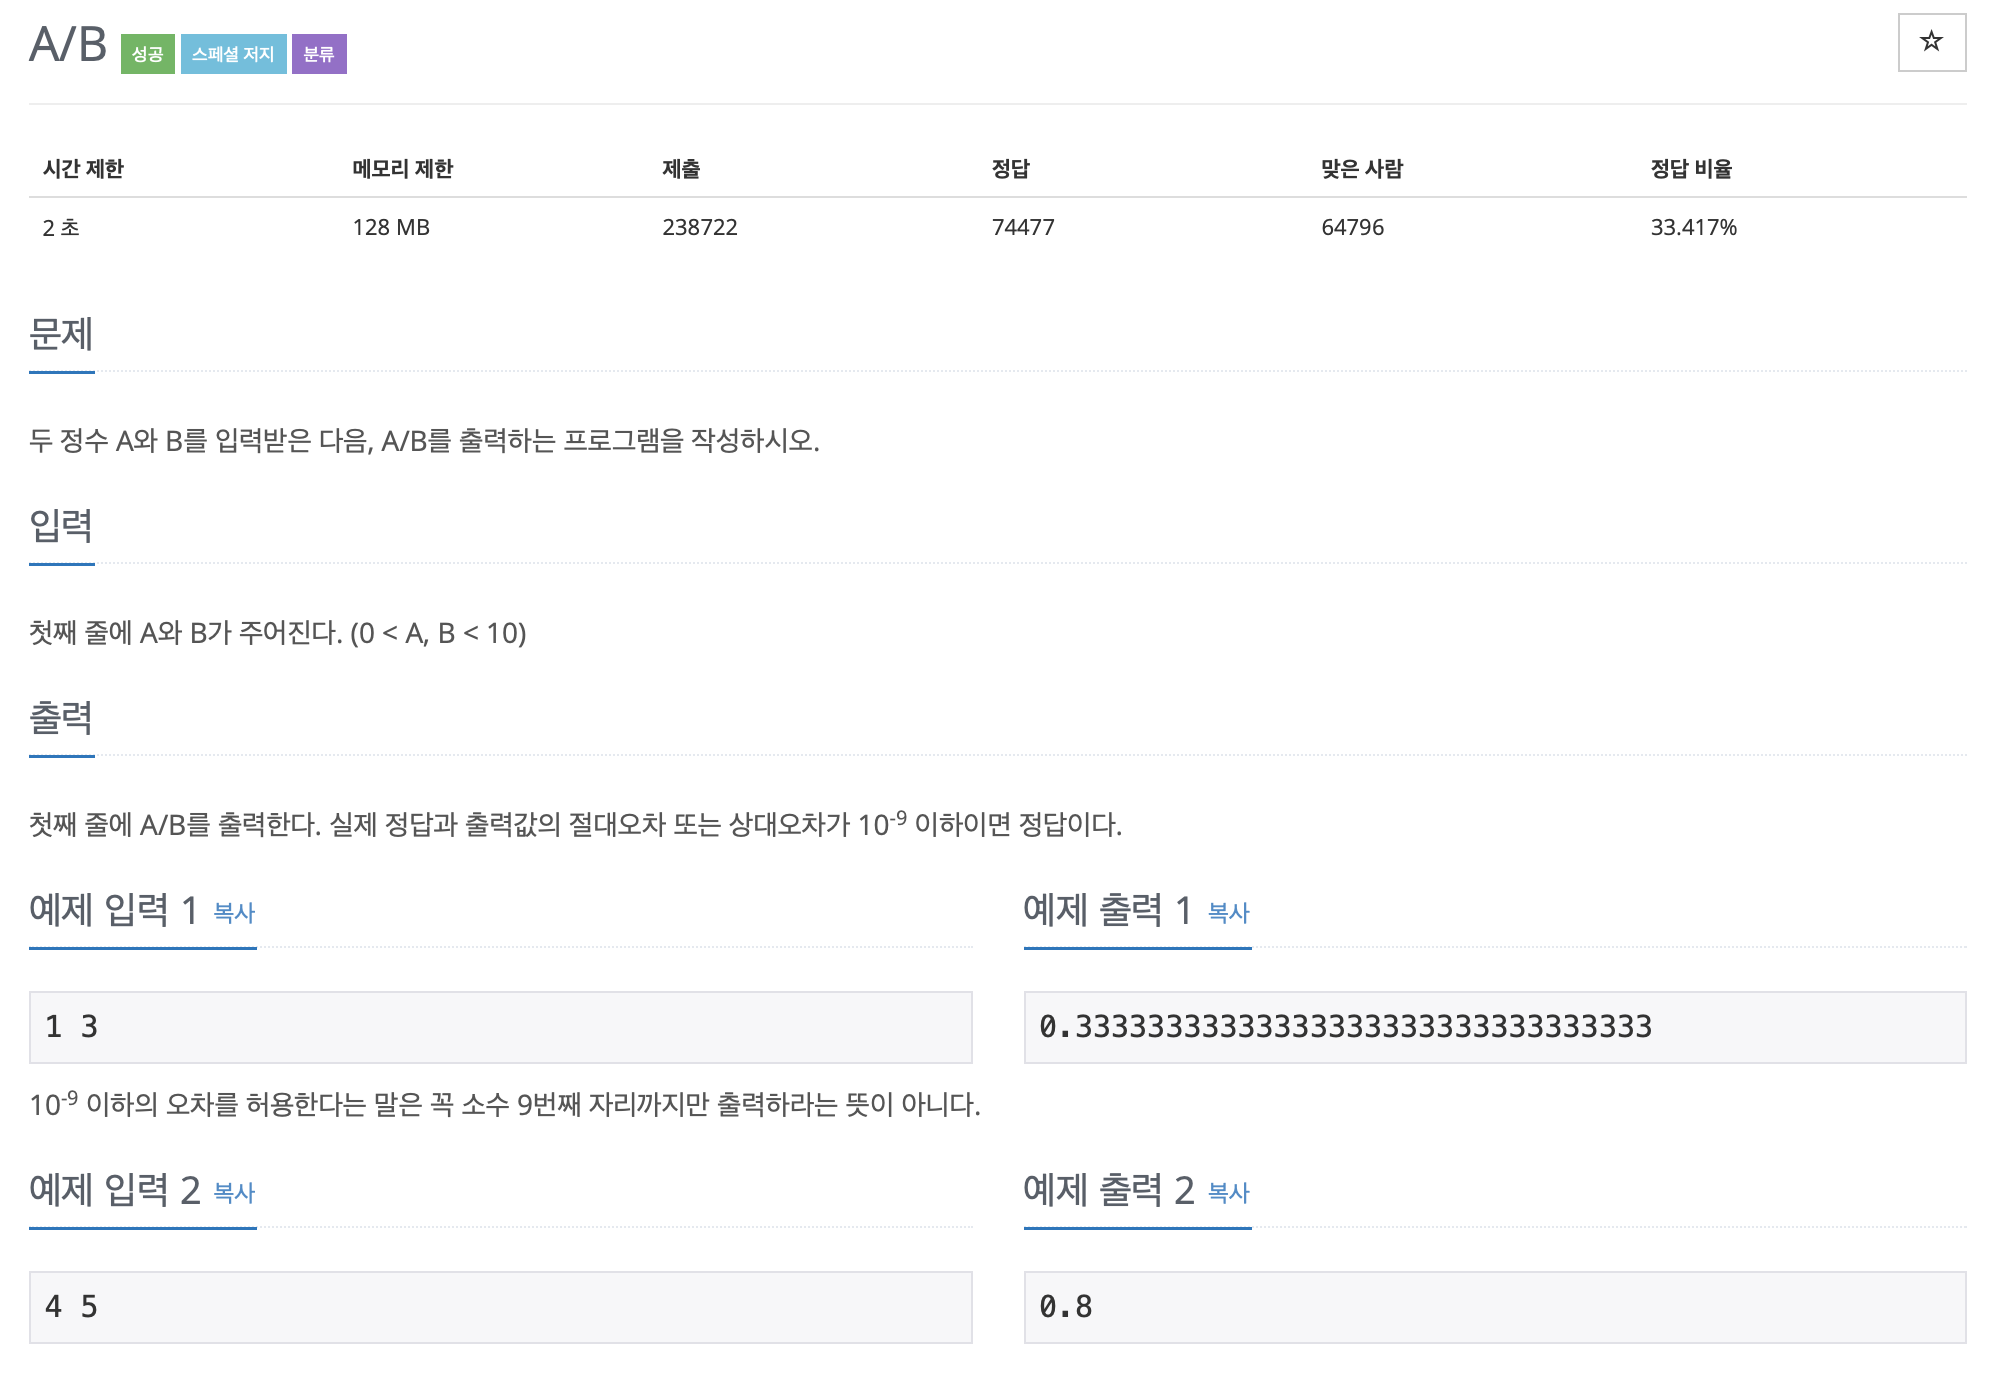 A/B 성공 스페셜 저지 분류 ☆
시간 제한 메모리 제한 제출 정답 맞은 사람 정답 비율
2 초 128 MB 238722 74477 64796 33.417%
문제
두 정수 A와 B를 입력받은 다음, A/B를 출력하는 프로그램을 작성하시오.
입력
첫째 줄에 A와 B가 주어진다. (0 < A, B < 10)
출력
첫째 줄에 A/B를 출력한다. 실제 정답과 출력값의 절대오차 또는 상대오차가 10⁻⁹ 이하이면 정답이다.
예제 입력 1 복사
1 3
예제 출력 1 복사
0.33333333333333333333333333333333
10⁻⁹ 이하의 오차를 허용한다는 말은 꼭 소수 9번째 자리까지만 출력하라는 뜻이 아니다.
예제 입력 2 복사
4 5
예제 출력 2 복사
0.8